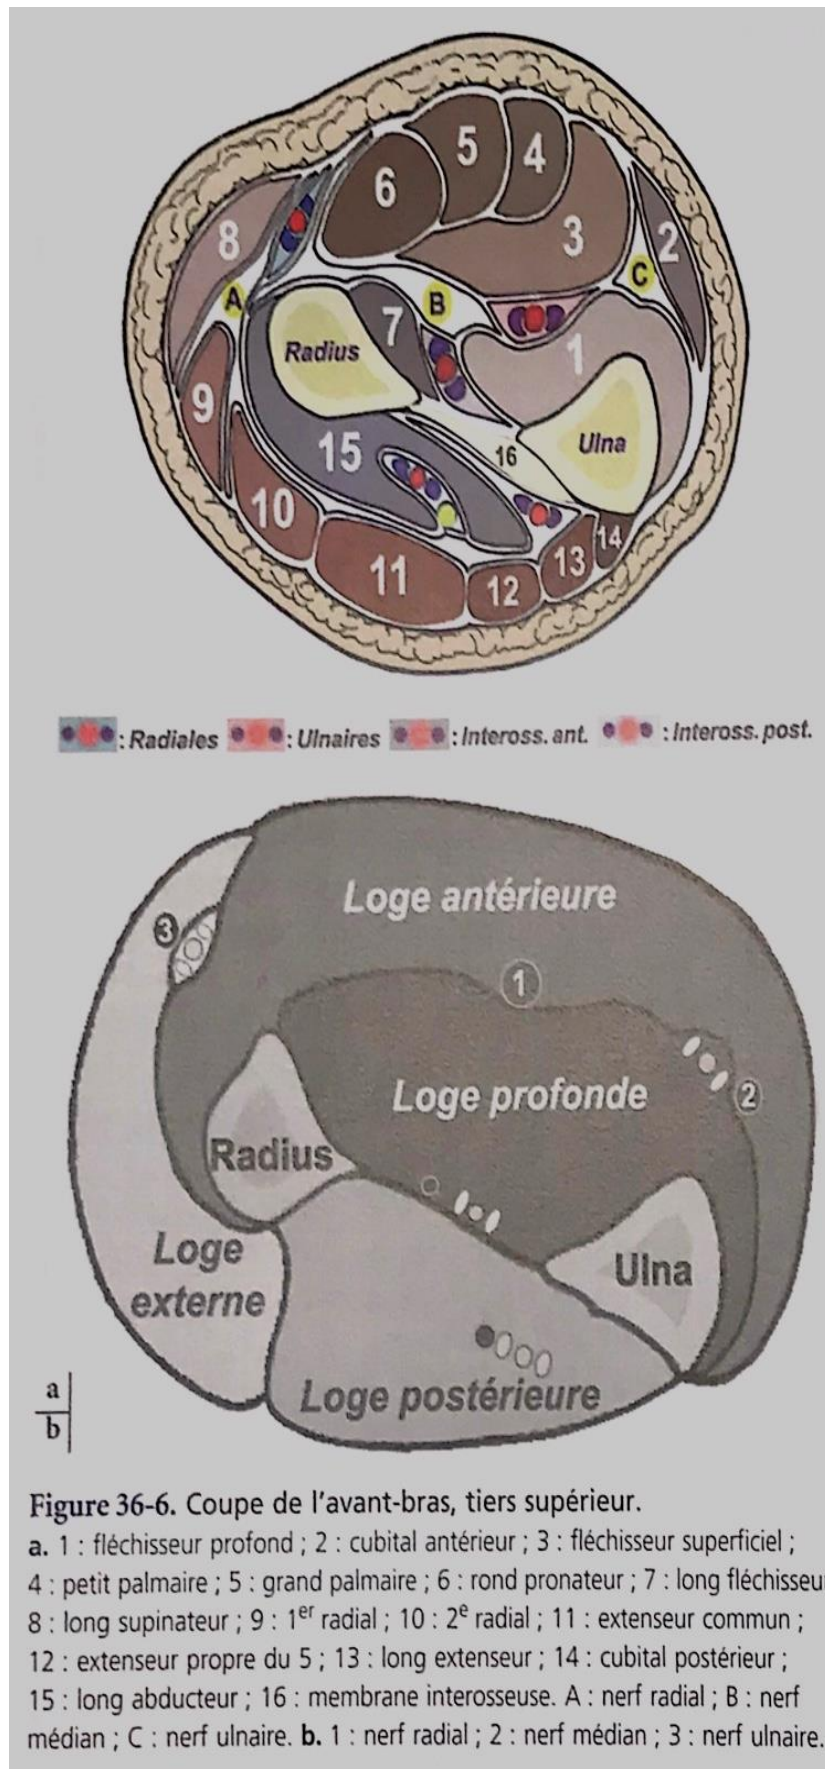 5
4
6
3
2
8
C
A
B
7
Radius
1
9
Ulna
15
16
10
14
13
11
12
: Radiales : Ulnaires : Inteross. ant. : Inteross. post.
Loge antérieure
3
1
Loge profonde
2
Radius
Loge
externe
Ulna
Loge postérieure
a
b
Figure 36-6. Coupe de l'avant-bras, tiers supérieur.
a. 1 : fléchisseur profond ; 2 : cubital antérieur ; 3 : fléchisseur superficiel ;
4 : petit palmaire ; 5 : grand palmaire ; 6 : rond pronateur ; 7 : long fléchisseu
8 : long supinateur ; 9 : 1er radial ; 10 : 2e radial ; 11 : extenseur commun ;
12 : extenseur propre du 5 ; 13 : long extenseur ; 14 : cubital postérieur ;
15 : long abducteur ; 16 : membrane interosseuse. A : nerf radial ; B : nerf
médian ; C : nerf ulnaire. b. 1 : nerf radial ; 2 : nerf médian ; 3 : nerf ulnaire.